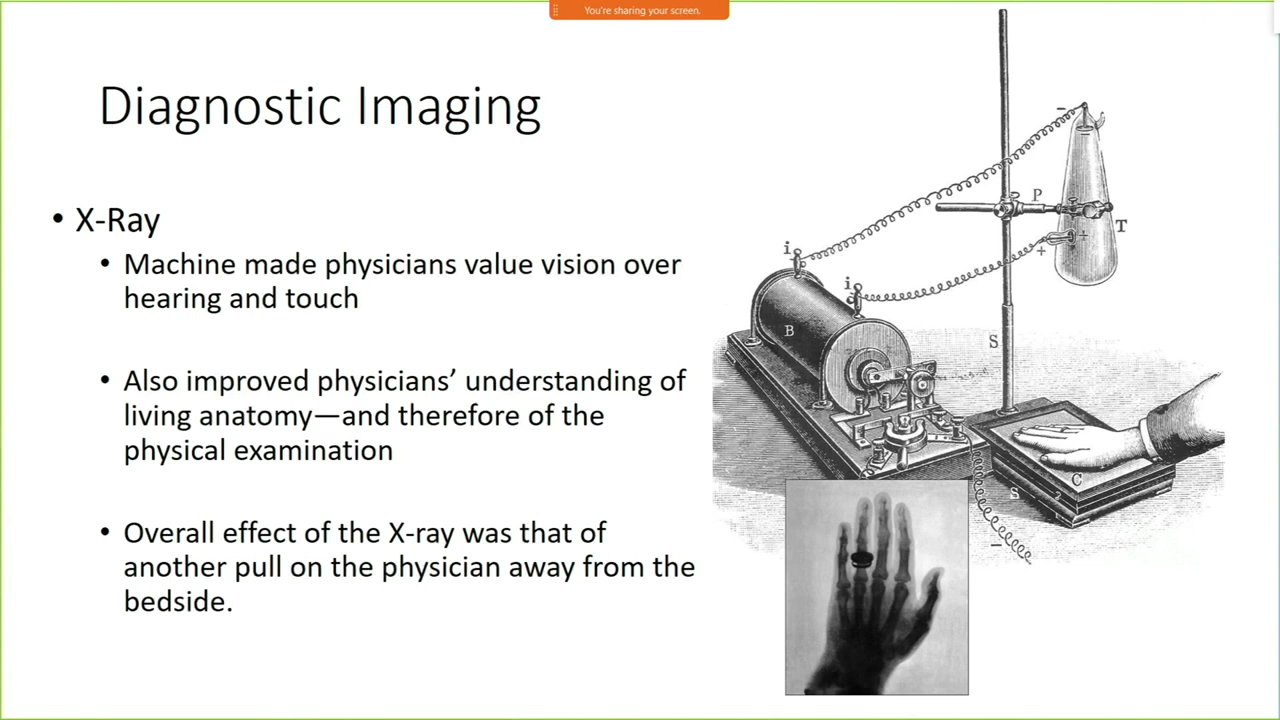 You're sharing your screen.
Diagnostic Imaging
• X-Ray
• Machine made physicians value vision over
hearing and touch
• Also improved physicians’ understanding of
living anatomy—and therefore of the
physical examination
• Overall effect of the X-ray was that of
another pull on the physician away from the
bedside.
−
P
T
+
+
i
i
B
S
C
S
−